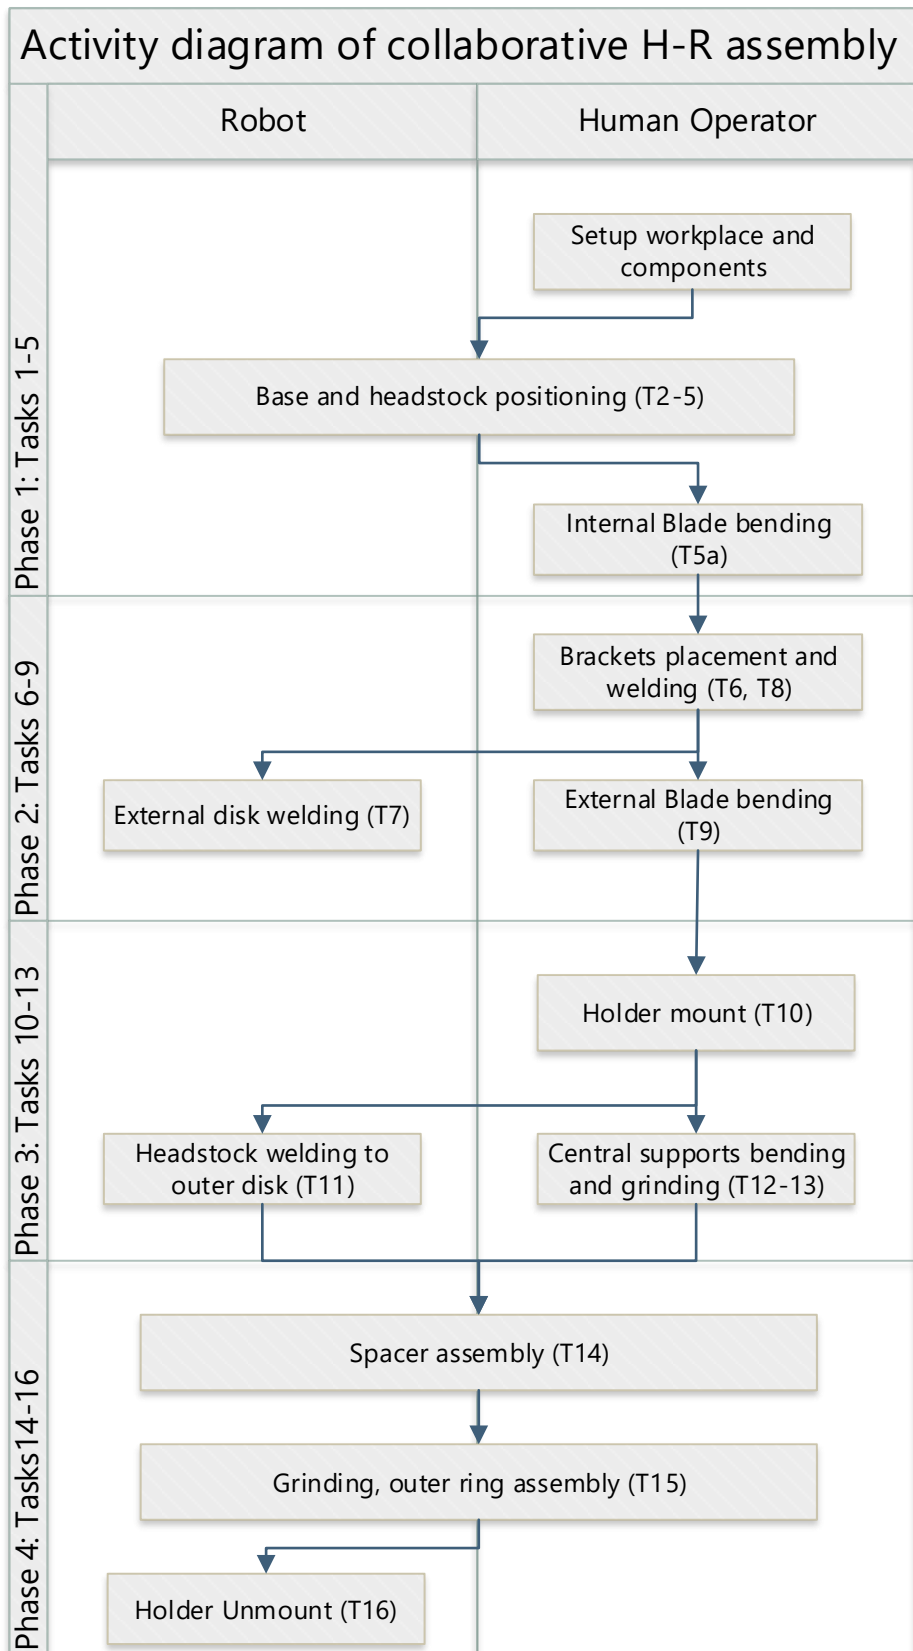 Activity diagram of collaborative H-R assembly
Robot
Human Operator
Phase 1: Tasks 1-5
Setup workplace and
components
Base and headstock positioning (T2-5)
Internal Blade bending
(T5a)
Phase 2: Tasks 6-9
Brackets placement and
welding (T6, T8)
External disk welding (T7)
External Blade bending
(T9)
Phase 3: Tasks 10-13
Holder mount (T10)
Headstock welding to
outer disk (T11)
Central supports bending
and grinding (T12-13)
Phase 4: Tasks14-16
Spacer assembly (T14)
Grinding, outer ring assembly (T15)
Holder Unmount (T16)